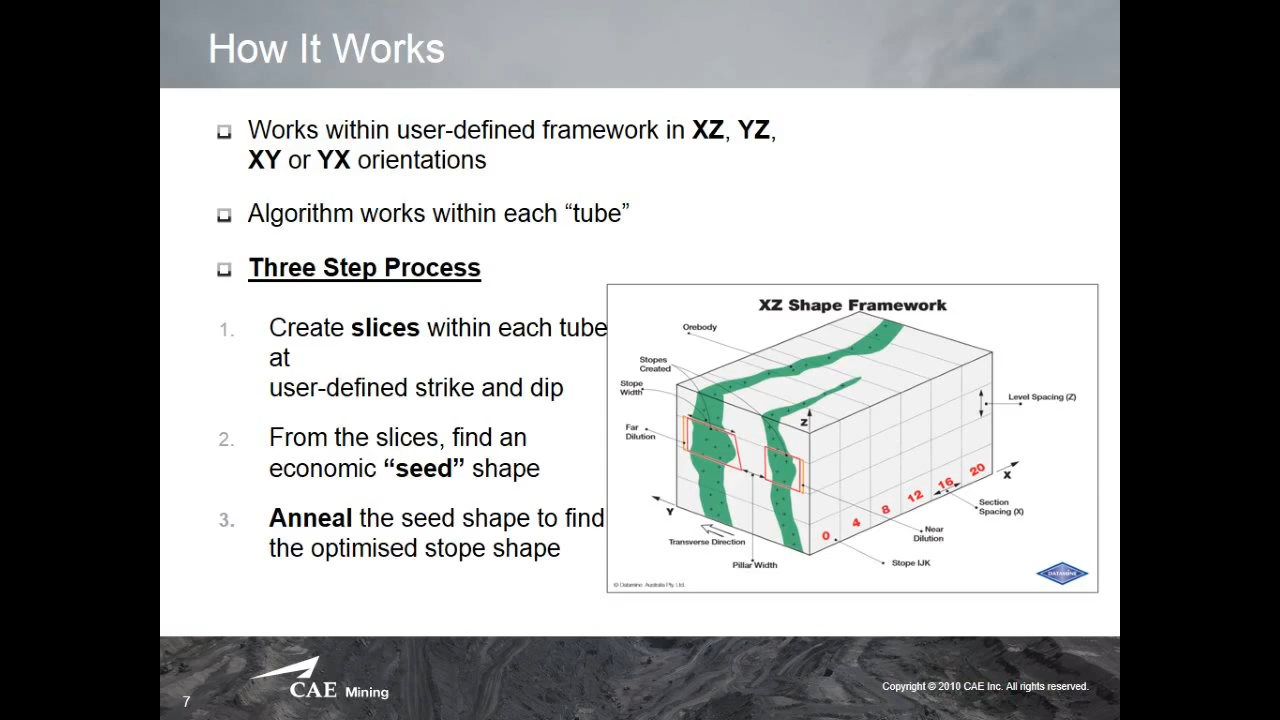 How It Works
Works within user-defined framework in XZ, YZ,
XY or YX orientations
Algorithm works within each “tube”
Three Step Process
1. Create slices within each tube
at
user-defined strike and dip
2. From the slices, find an
economic “seed” shape
3. Anneal the seed shape to find
the optimised stope shape
XZ Shape Framework
Orebody
Stopes
Created
Slope
Width
Far
Dilution
Level Spacing (Z)
Z
X
Y
0 4 8 12 16 20
Section
Spacing (X)
Near
Dilution
Transverse Direction
Pillar Width
Stope IJK
© Datamine Australia Pty. Ltd.
DATAMINE
CAE Mining
Copyright © 2010 CAE Inc. All rights reserved.
7